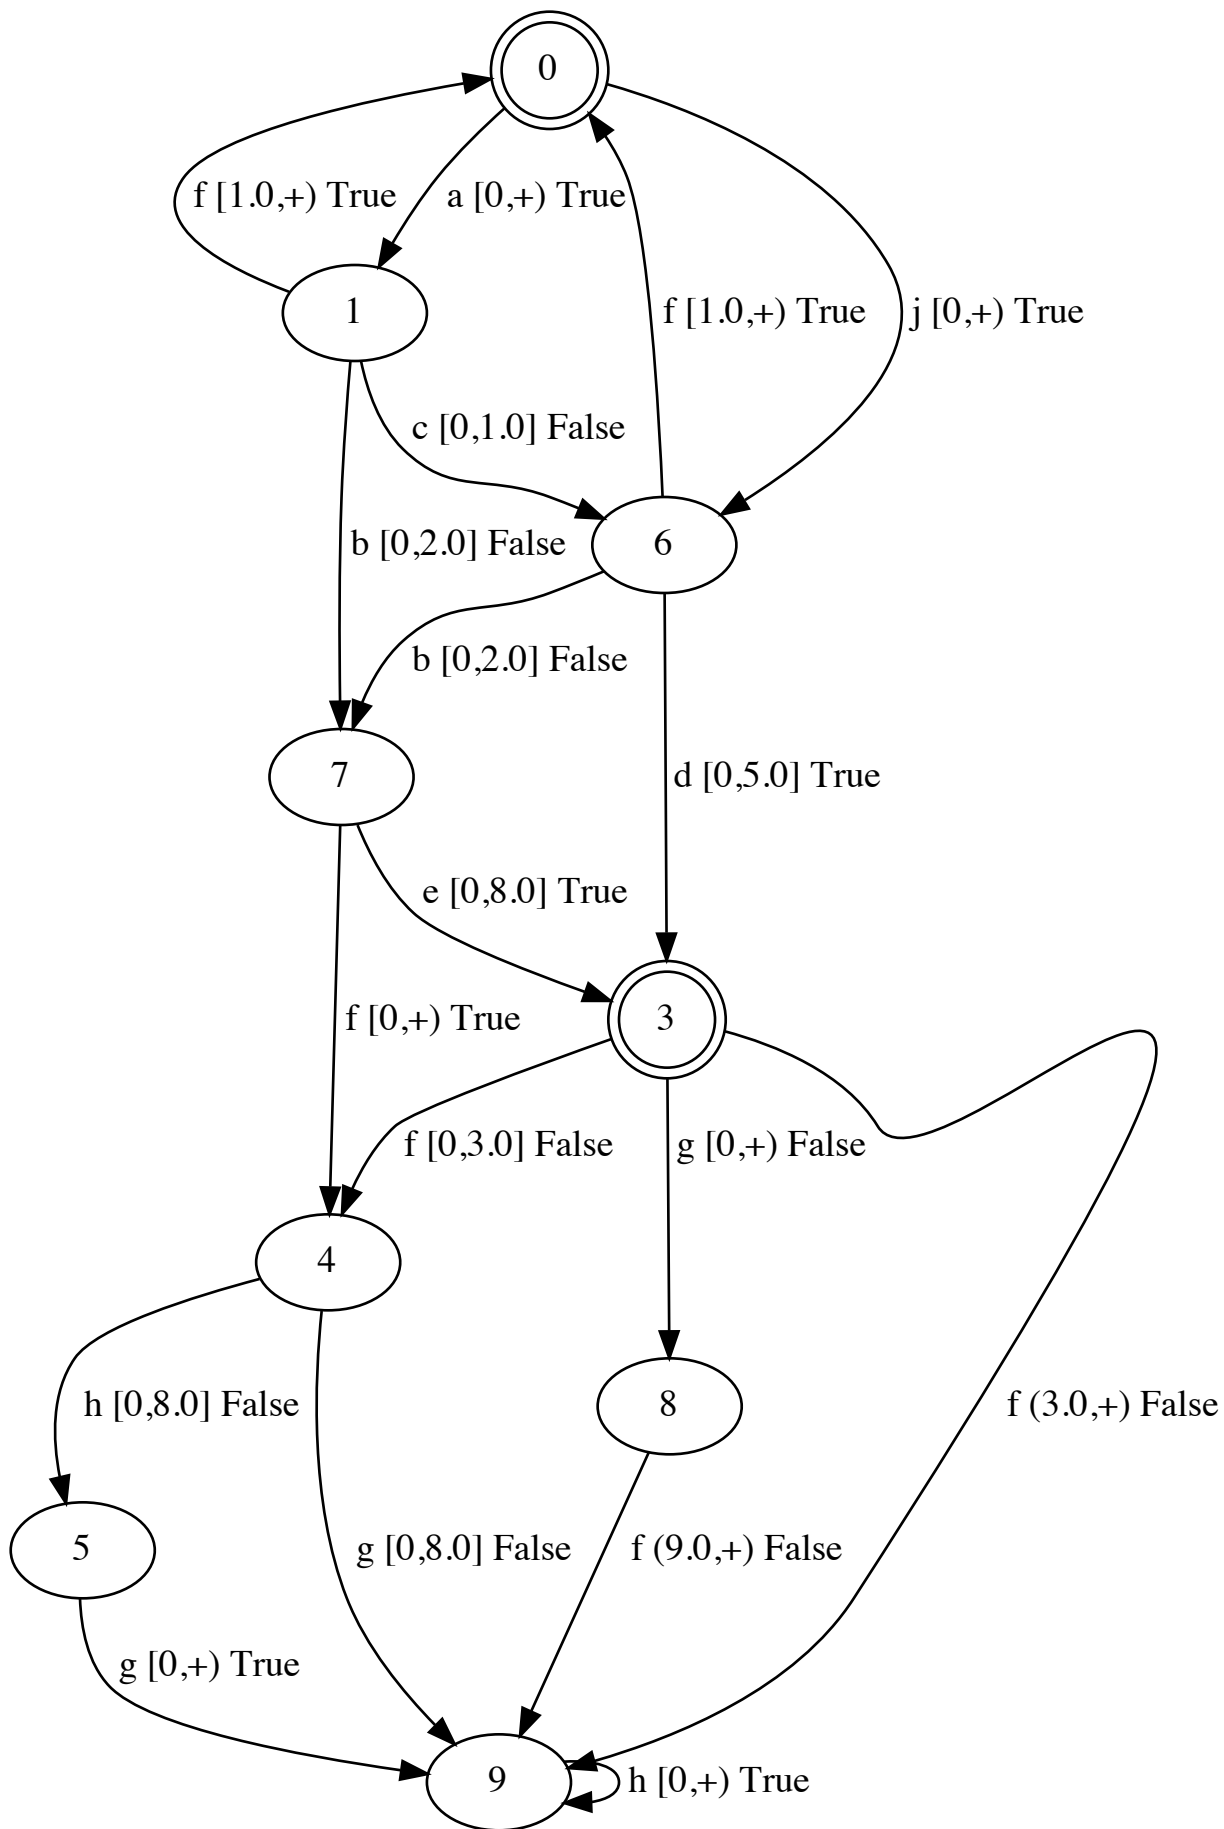 0
f [1.0,+) True
a [0,+) True
1
f [1.0,+) True
j [0,+) True
c [0,1.0] False
b [0,2.0] False
6
b [0,2.0] False
7
d [0,5.0] True
e [0,8.0] True
f [0,+) True
3
f [0,3.0] False
g [0,+) False
4
h [0,8.0] False
8
f (3.0,+) False
5
g [0,8.0] False
f (9.0,+) False
g [0,+) True
9
h [0,+) True